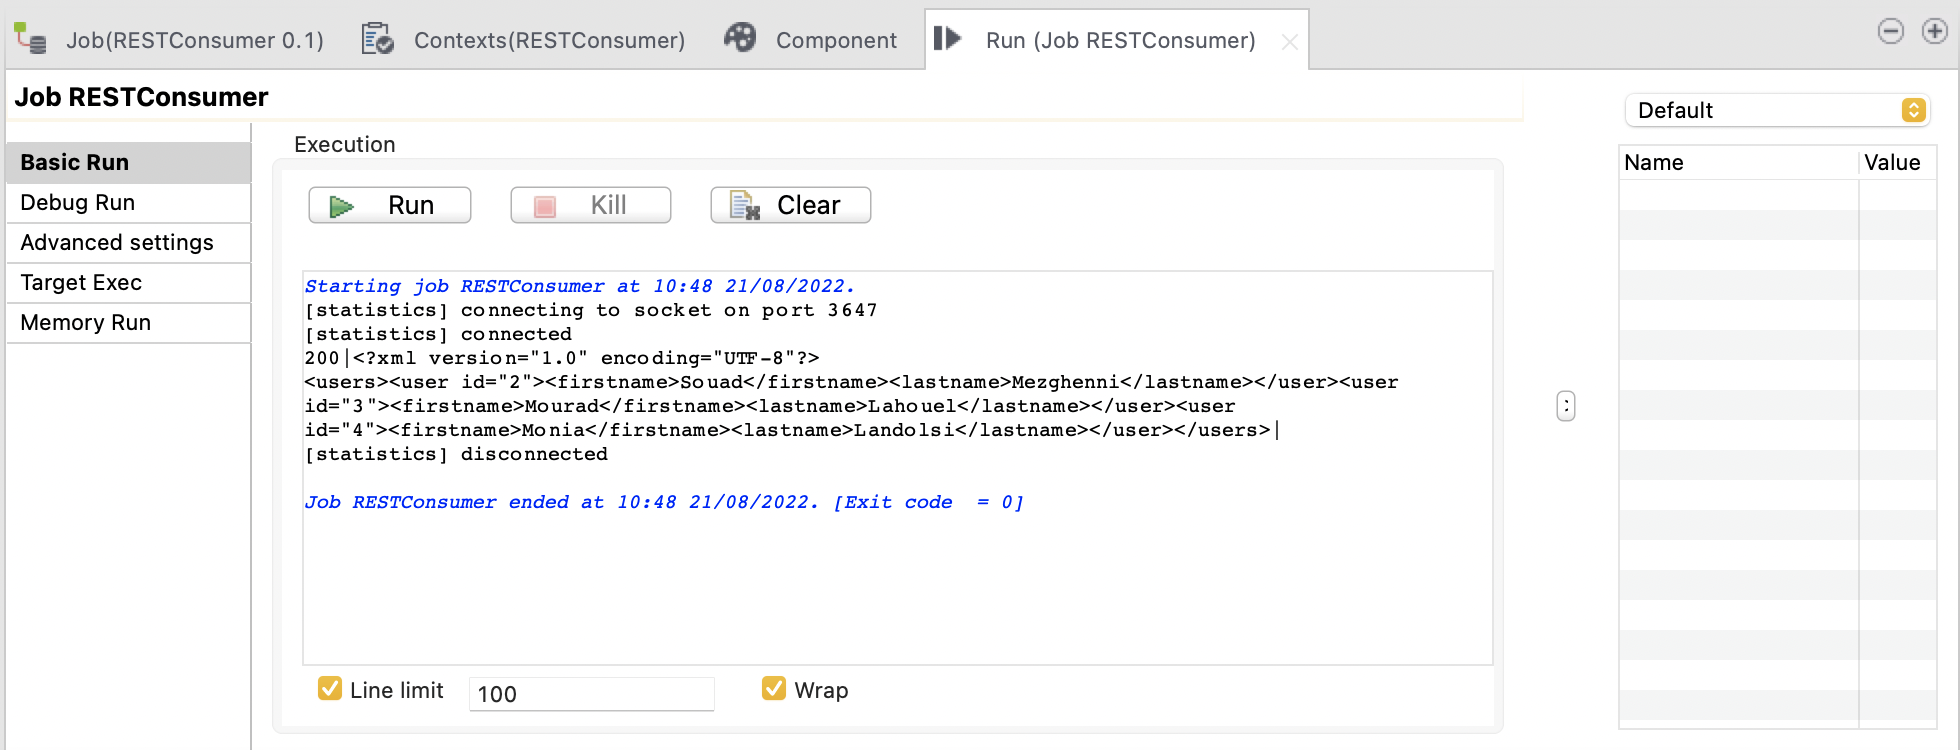 Job(RESTConsumer 0.1) Contexts(RESTConsumer) Component Run (Job RESTConsumer)
Job RESTConsumer
Default
Basic Run
Debug Run
Advanced settings
Target Exec
Memory Run
Execution
Run Kill Clear
Starting job RESTConsumer at 10:48 21/08/2022.
[statistics] connecting to socket on port 3647
[statistics] connected
200|<?xml version="1.0" encoding="UTF-8"?>
<users><user id="2"><firstname>Souad</firstname><lastname>Mezghenni</lastname></user><user
id="3"><firstname>Mourad</firstname><lastname>Lahouel</lastname></user><user
id="4"><firstname>Monia</firstname><lastname>Landolsi</lastname></user></users>|
[statistics] disconnected
Job RESTConsumer ended at 10:48 21/08/2022. [Exit code  = 0]
Line limit 100 Wrap
Name Value